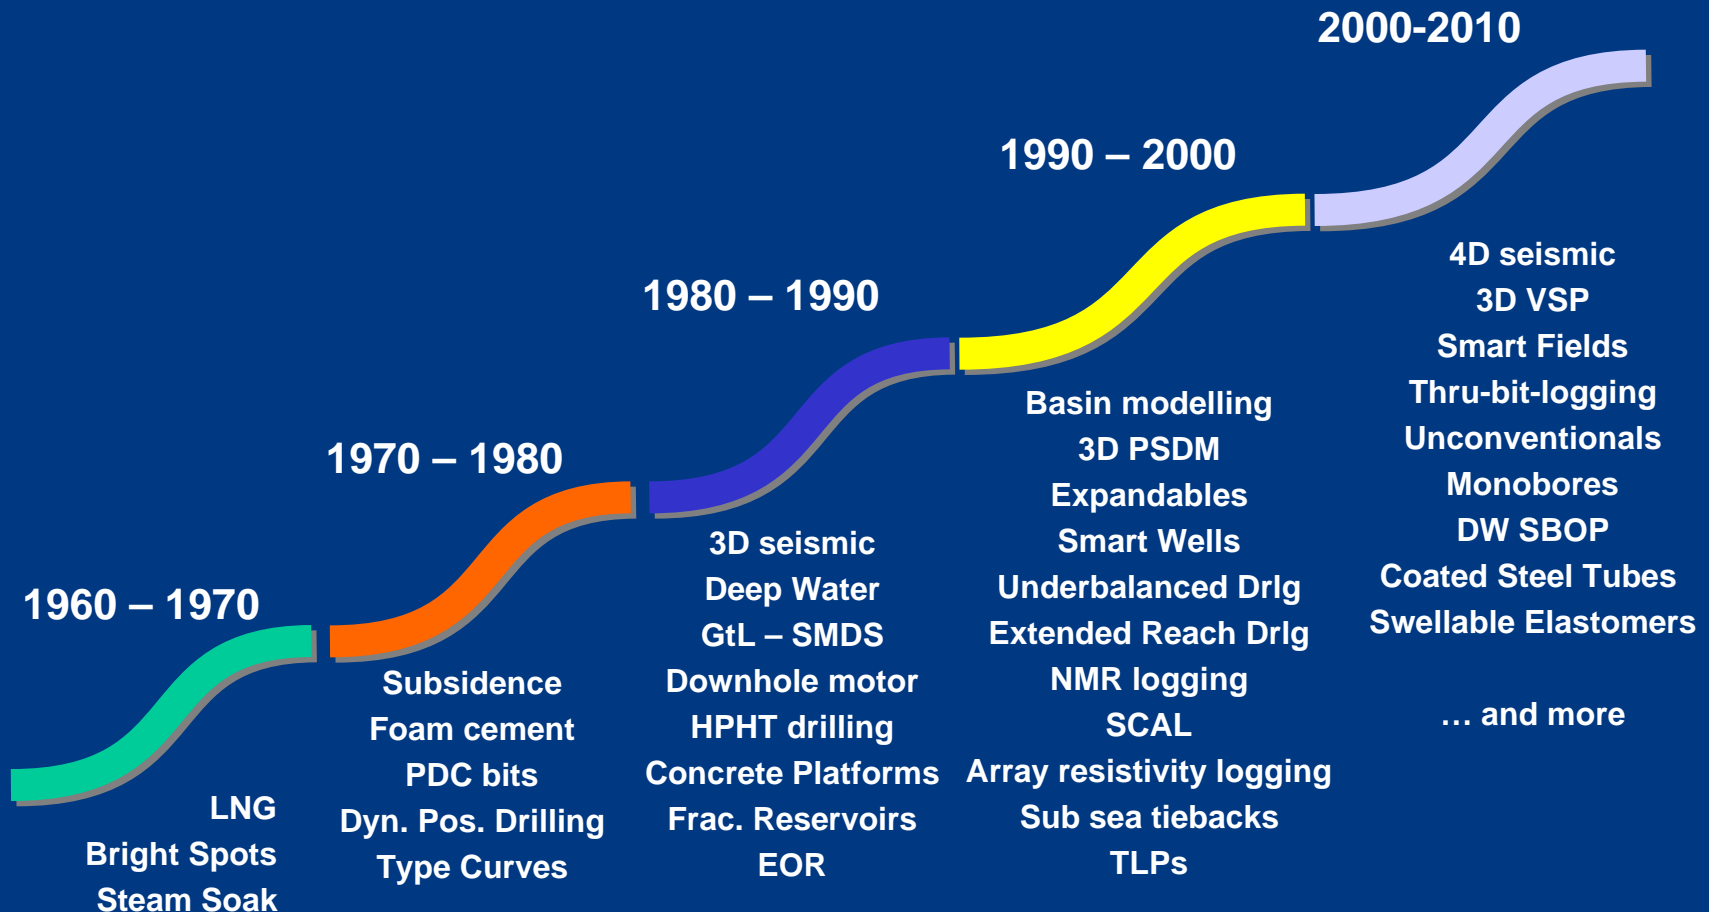 1960 – 1970
LNG
Bright Spots
Steam Soak
1970 – 1980
Subsidence
Foam cement
PDC bits
Dyn. Pos. Drilling
Type Curves
1980 – 1990
3D seismic
Deep Water
GtL – SMDS
Downhole motor
HPHT drilling
Concrete Platforms
Frac. Reservoirs
EOR
1990 – 2000
Basin modelling
3D PSDM
Expandables
Smart Wells
Underbalanced Drlg
Extended Reach Drlg
NMR logging
SCAL
Array resistivity logging
Sub sea tiebacks
TLPs
2000-2010
4D seismic
3D VSP
Smart Fields
Thru-bit-logging
Unconventionals
Monobores
DW SBOP
Coated Steel Tubes
Swellable Elastomers
… and more